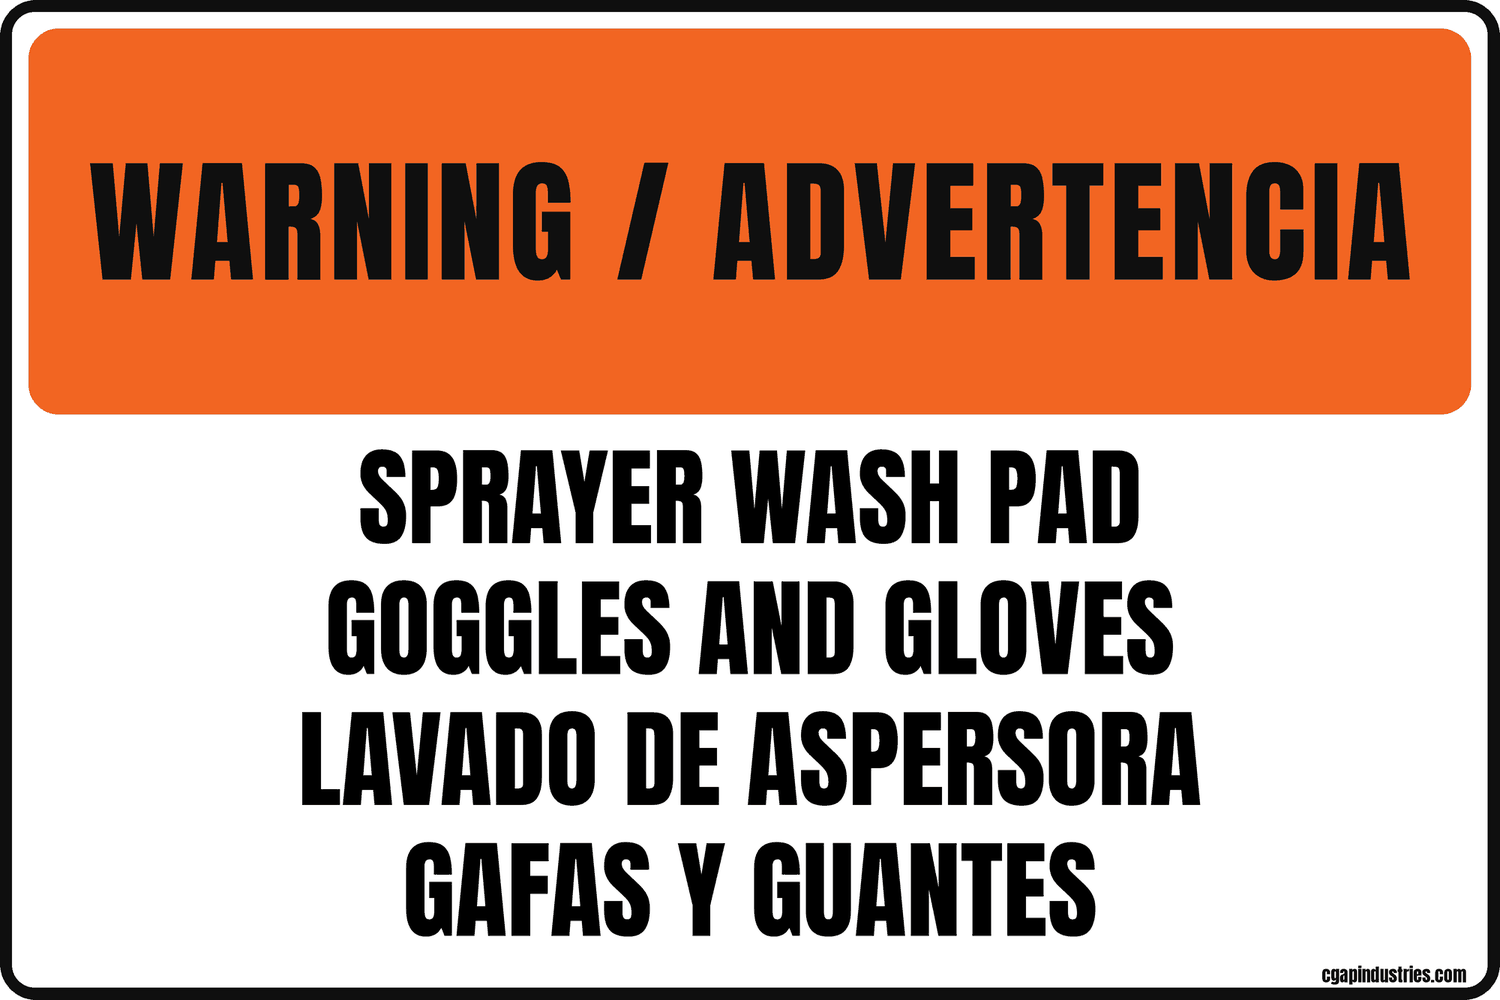 WARNING / ADVERTENCIA
SPRAYER WASH PAD
GOGGLES AND GLOVES
LAVADO DE ASPERSORA
GAFAS Y GUANTES
cgapindustries.com